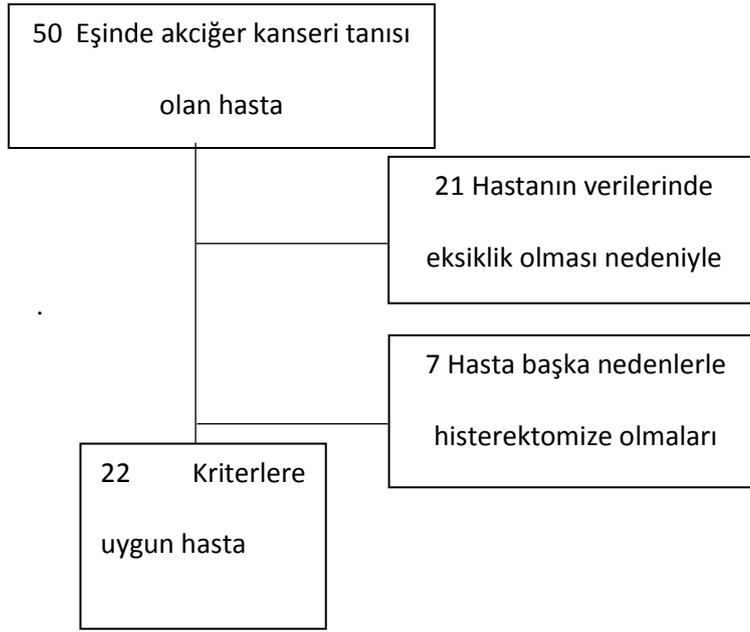 50 Eşinde akciğer kanseri tanısı
olan hasta
21 Hastanın verilerinde
eksiklik olması nedeniyle
.
7 Hasta başka nedenlerle
histerektomize olmaları
22 Kriterlere
uygun hasta